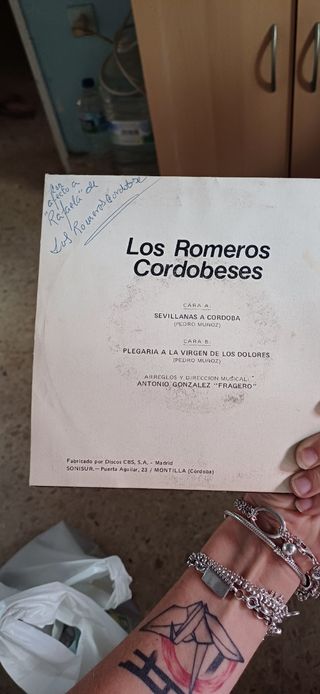 Con
afecto a
"Rafaela" de
Los Romeros Cordobeses
Los Romeros
Cordobeses
CARA A:
SEVILLANAS A CORDOBA
(PEDRO MUÑOZ)
CARA B:
PLEGARIA A LA VIRGEN DE LOS DOLORES
(PEDRO MUÑOZ)
ARREGLOS Y DIRECCION MUSICAL:
ANTONIO GONZALEZ "FRAGERO"
Fabricado por Discos CBS, S.A. - Madrid
SONISUR.— Puerta Aguilar, 23 / MONTILLA (Córdoba)